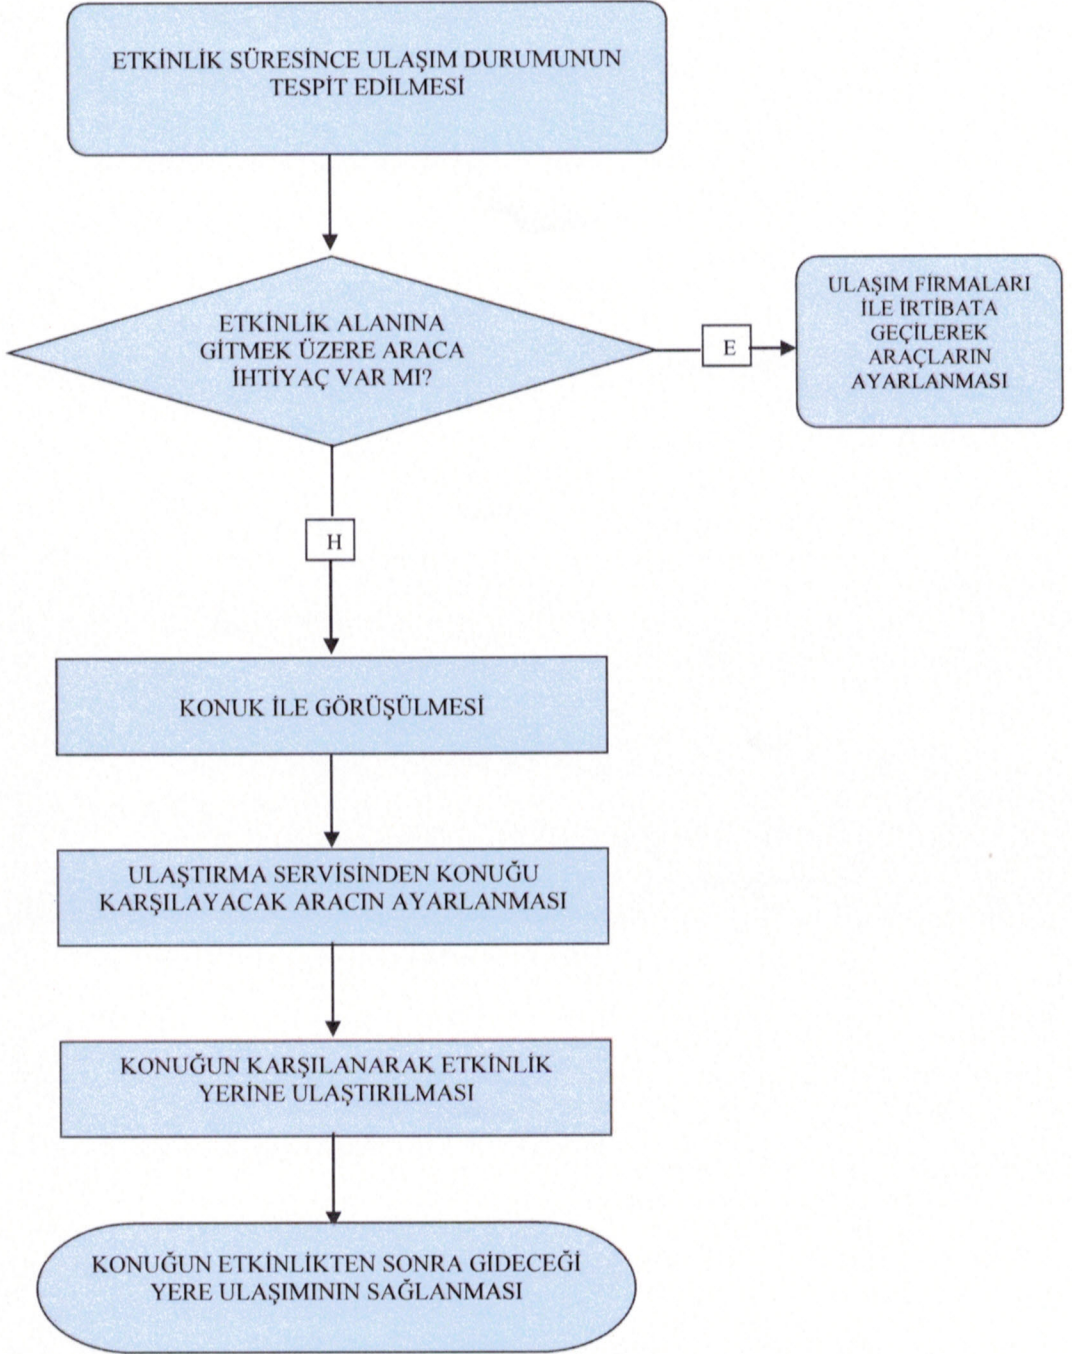 ETKİNLİK SÜRESİNCE ULAŞIM DURUMUNUN
TESPİT EDİLMESİ
ETKİNLİK ALANINA
GİTMEK ÜZERE ARACA
İHTİYAÇ VAR MI?
E
ULAŞIM FİRMALARI
İLE İRTİBATA
GEÇİLEREK
ARAÇLARIN
AYARLANMASI
H
KONUK İLE GÖRÜŞÜLMESİ
ULAŞTIRMA SERVİSİNDEN KONUĞU
KARŞILAYACAK ARACIN AYARLANMASI
KONUĞUN KARŞILANARAK ETKİNLİK
YERİNE ULAŞTIRILMASI
KONUĞUN ETKİNLİKTEN SONRA GİDECEĞİ
YERE ULAŞIMININ SAĞLANMASI